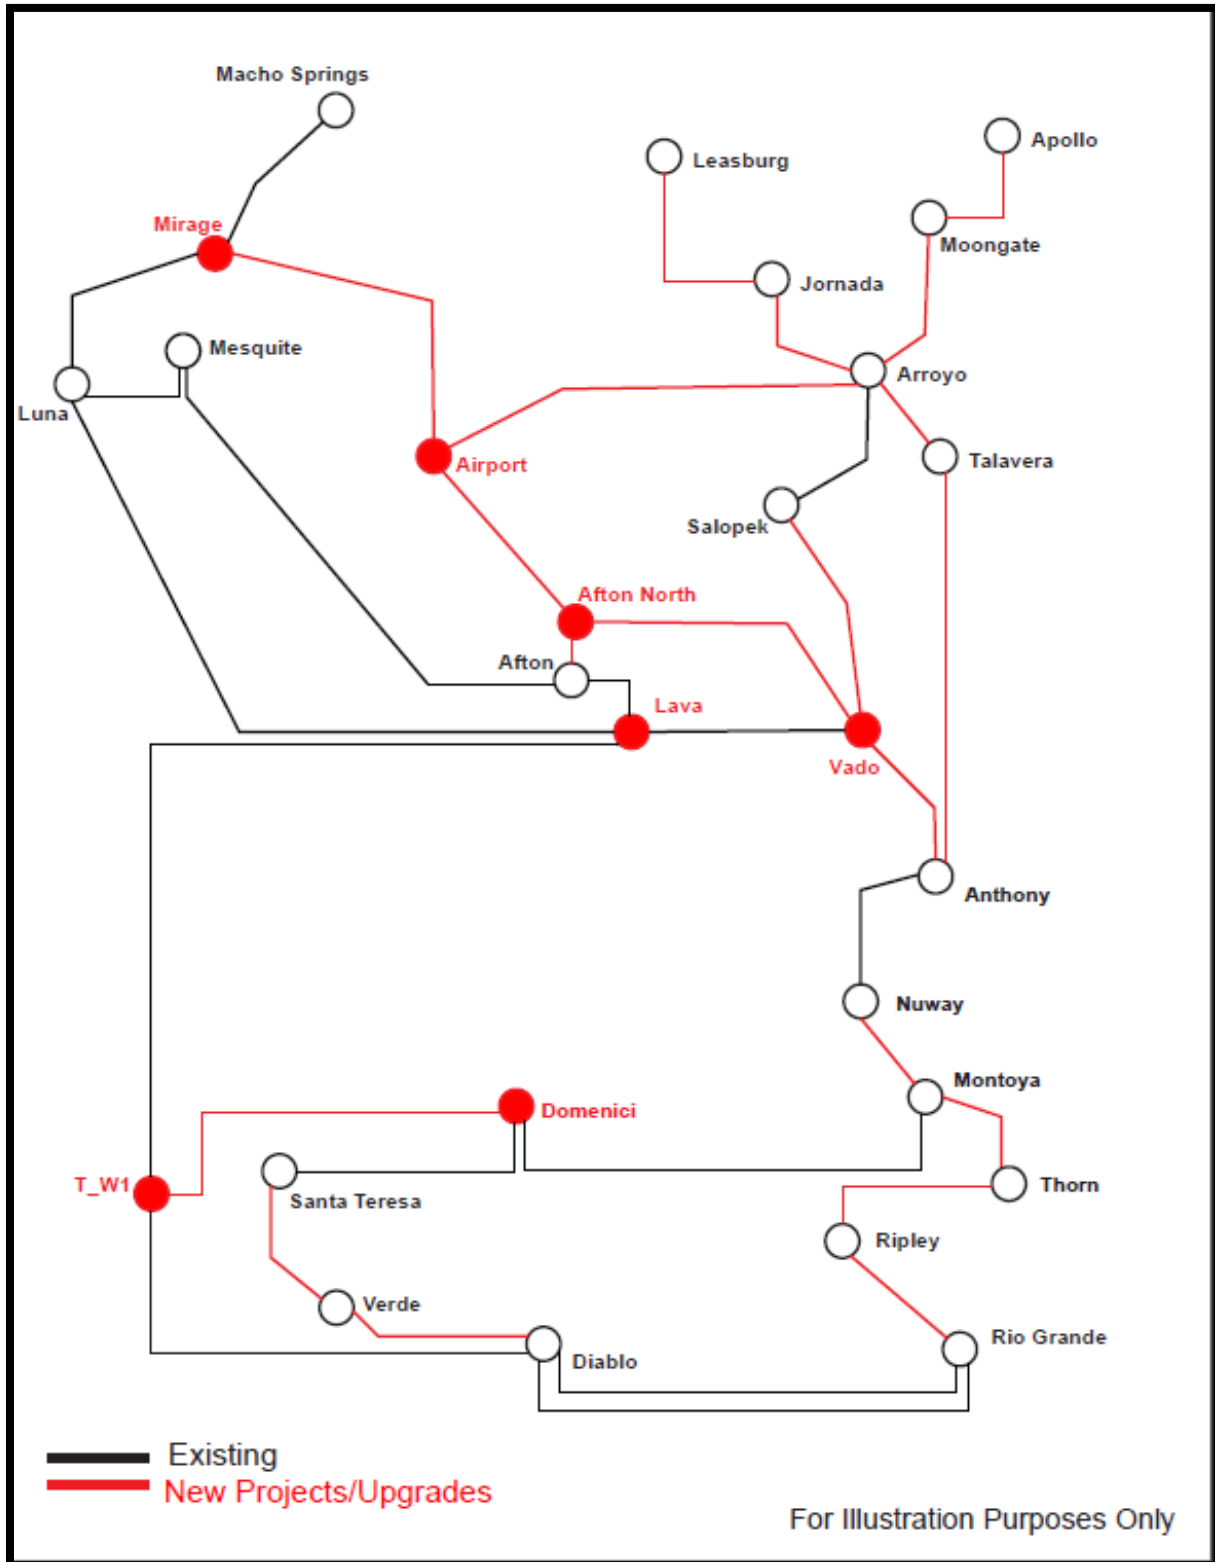 Macho Springs
Apollo
Leasburg
Mirage
Moongate
Jornada
Mesquite
Arroyo
Luna
Airport
Talavera
Salopek
Afton North
Afton
Lava
Vado
Anthony
Nuway
Montoya
Domenici
T_W1
Santa Teresa
Thorn
Ripley
Verde
Rio Grande
Diablo
Existing
New Projects/Upgrades
For Illustration Purposes Only